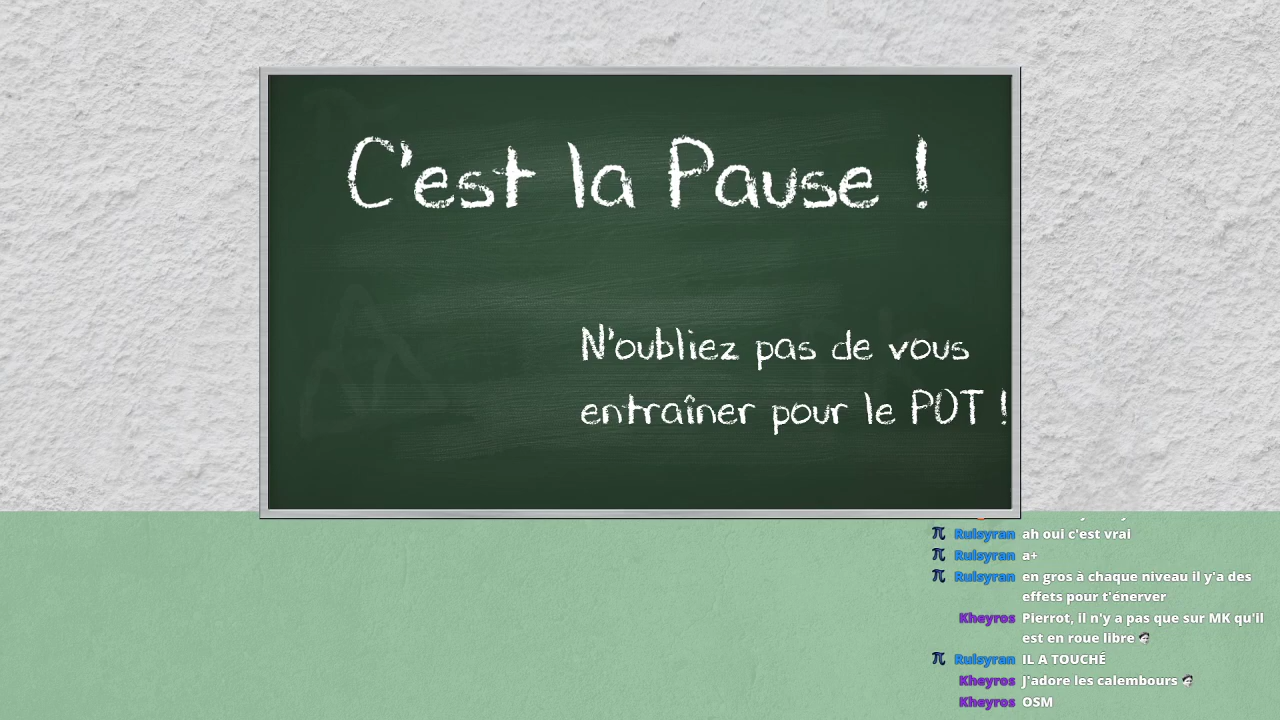 C'est la Pause !
N'oubliez pas de vous
entraîner pour le POT !
Rulsyran ah oui c'est vrai
Rulsyran a+
Rulsyran en gros à chaque niveau il y'a des
effets pour t'énerver
Kheyros Pierrot, il n'y a pas que sur MK qu'il
est en roue libre
Rulsyran IL A TOUCHÉ
Kheyros J'adore les calembours
Kheyros OSM